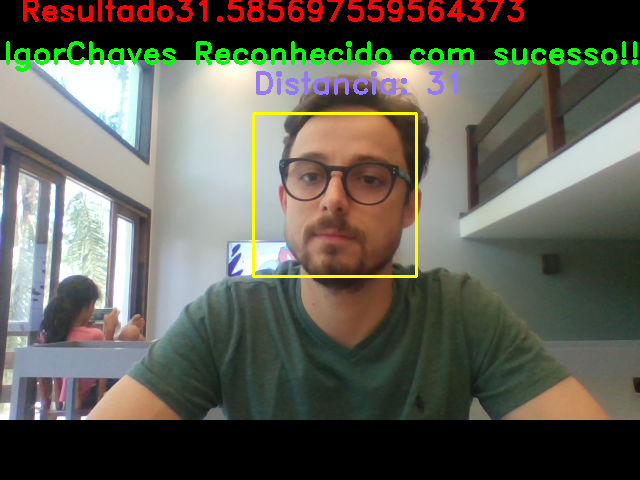 Resultado31.585697559564373
IgorChaves Reconhecido com sucesso!!
Distancia: 31